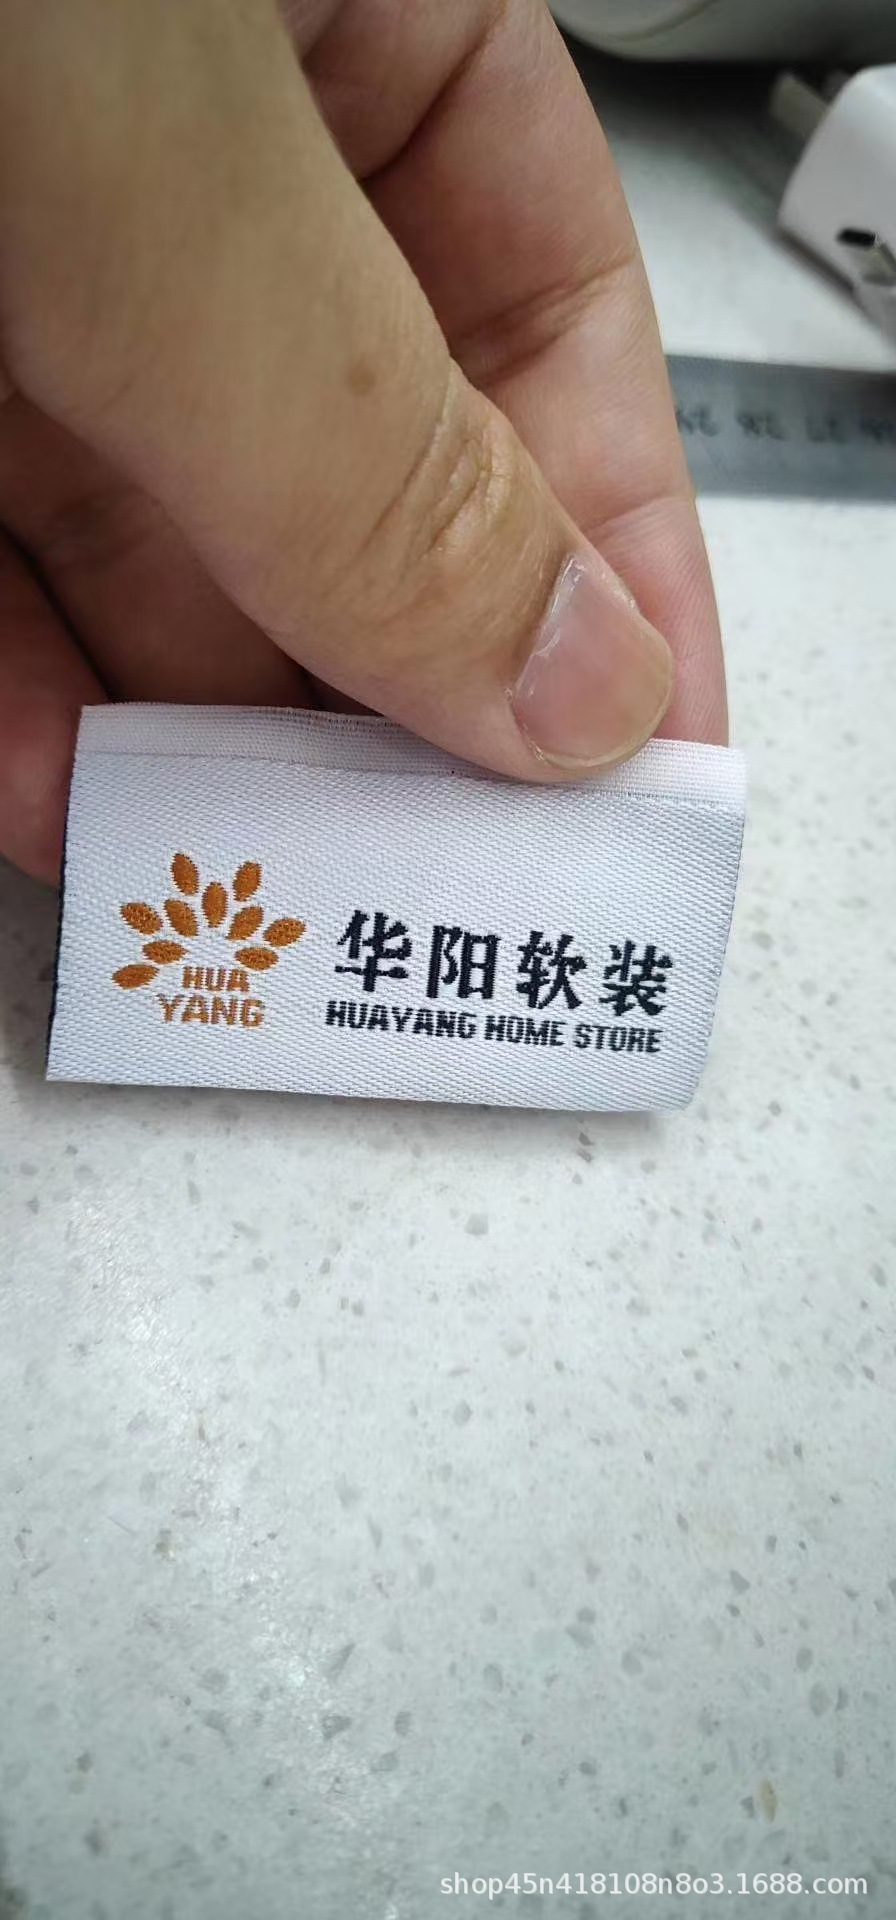 HUA
YANG
华阳软装
HUAYANG HOME STORE
shop45n418108n8o3.1688.com